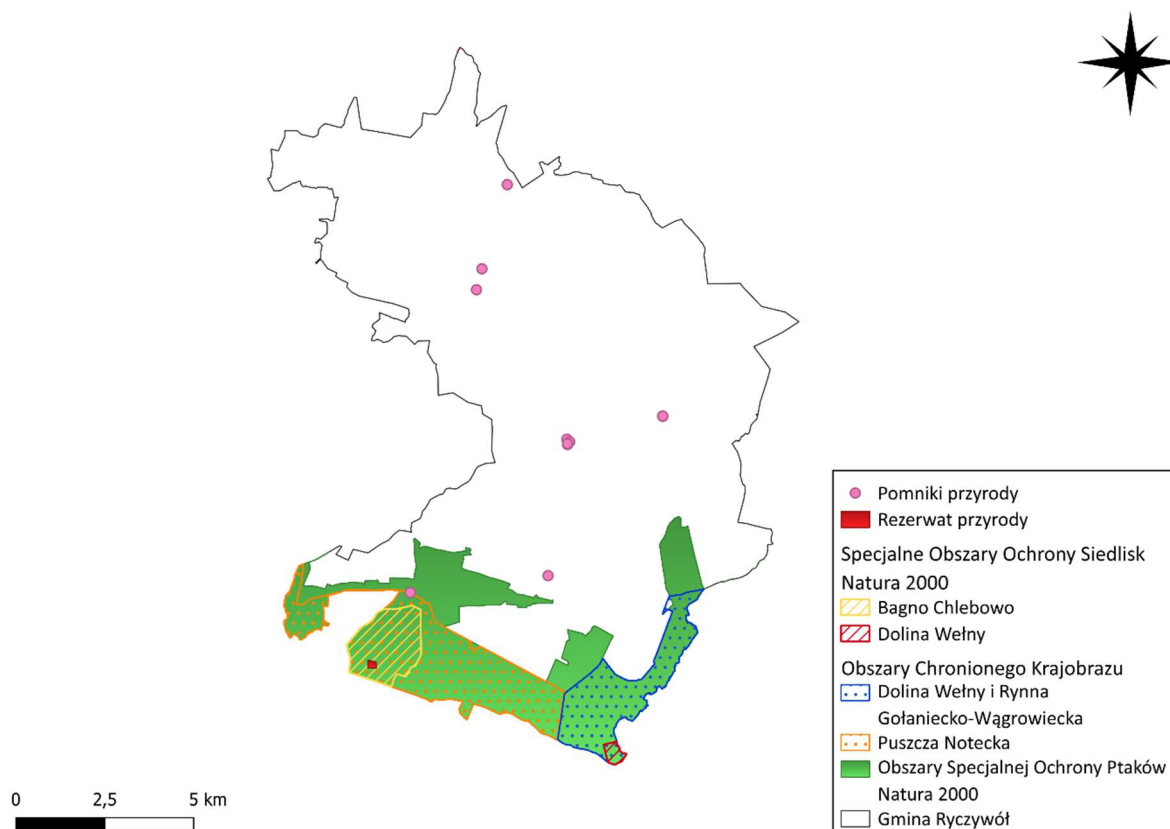 Pomniki przyrody
Rezerwat przyrody
Specjalne Obszary Ochrony Siedlisk
Natura 2000
Bagno Chlebowo
Dolina Wełny
Obszary Chronionego Krajobrazu
Dolina Wełny i Rynna
Gołaniecko-Wągrowiecka
Puszcza Notecka
Obszary Specjalnej Ochrony Ptaków
Natura 2000
Gmina Ryczywół
0 2,5 5 km